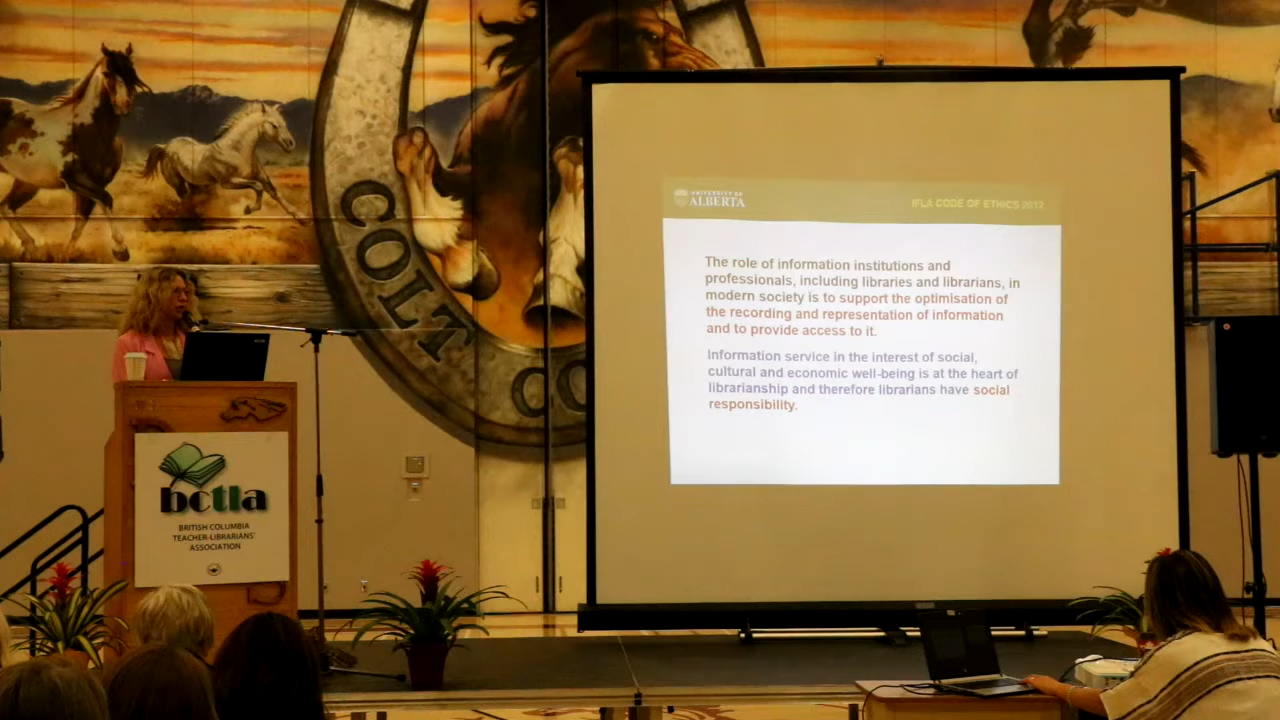 COLT
CO
UNIVERSITY OF
ALBERTA
IFLA CODE OF ETHICS 2012
The role of information institutions and
professionals, including libraries and librarians, in
modern society is to support the optimisation of
the recording and representation of information
and to provide access to it.
Information service in the interest of social,
cultural and economic well-being is at the heart of
librarianship and therefore librarians have social
responsibility.
bctla
BRITISH COLUMBIA
TEACHER-LIBRARIANS'
ASSOCIATION